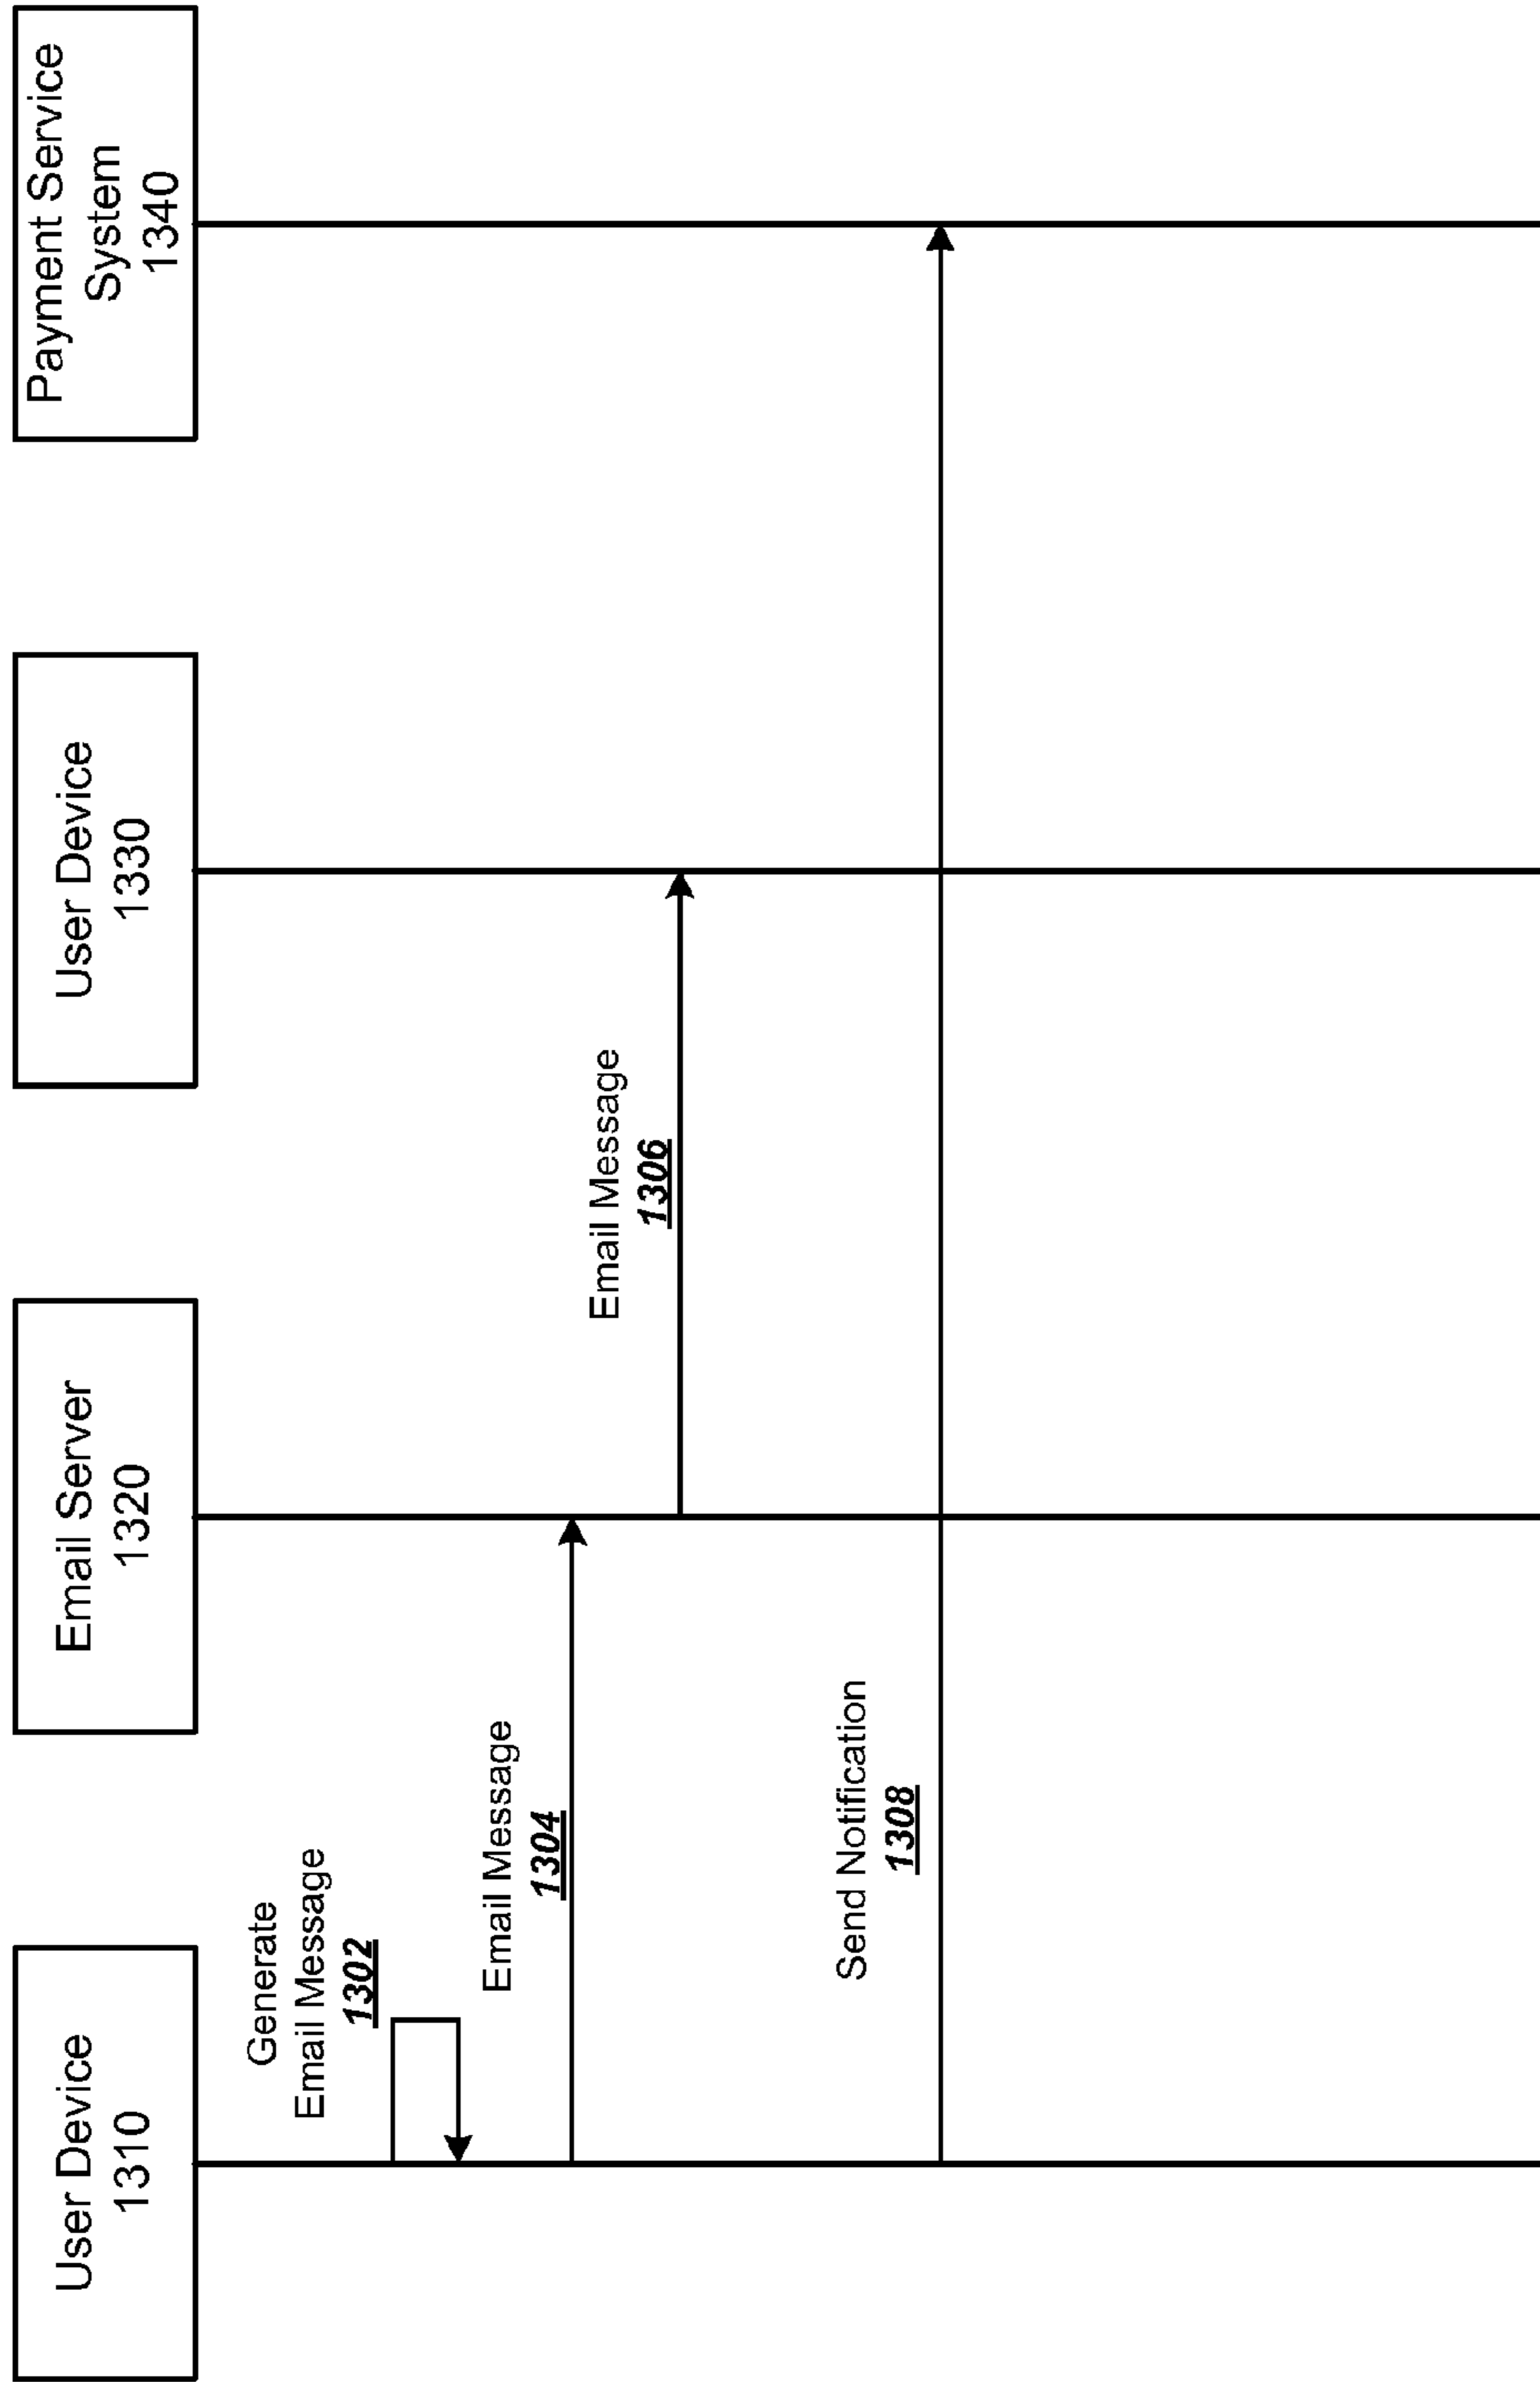 User Device
1310
Email Server
1320
User Device
1330
Payment Service
System
1340
Generate
Email Message
1302
Email Message
1304
Email Message
1306
Send Notification
1308